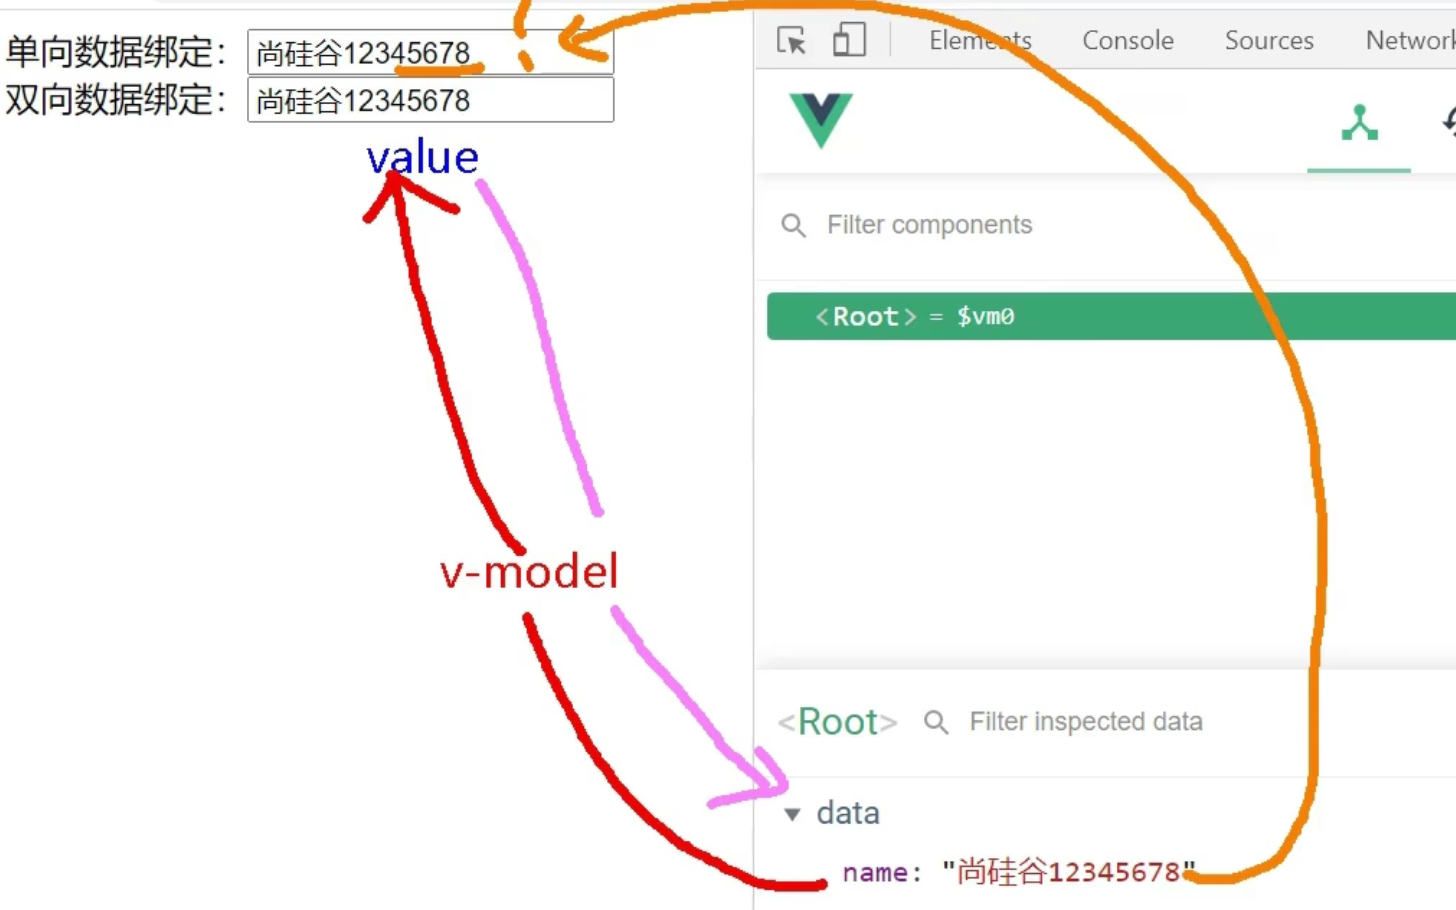 单向数据绑定：尚硅谷12345678
双向数据绑定：尚硅谷12345678
value
v-model
Elements Console Sources Network
Filter components
<Root> = $vm0
<Root> Filter inspected data
data
name: "尚硅谷12345678"